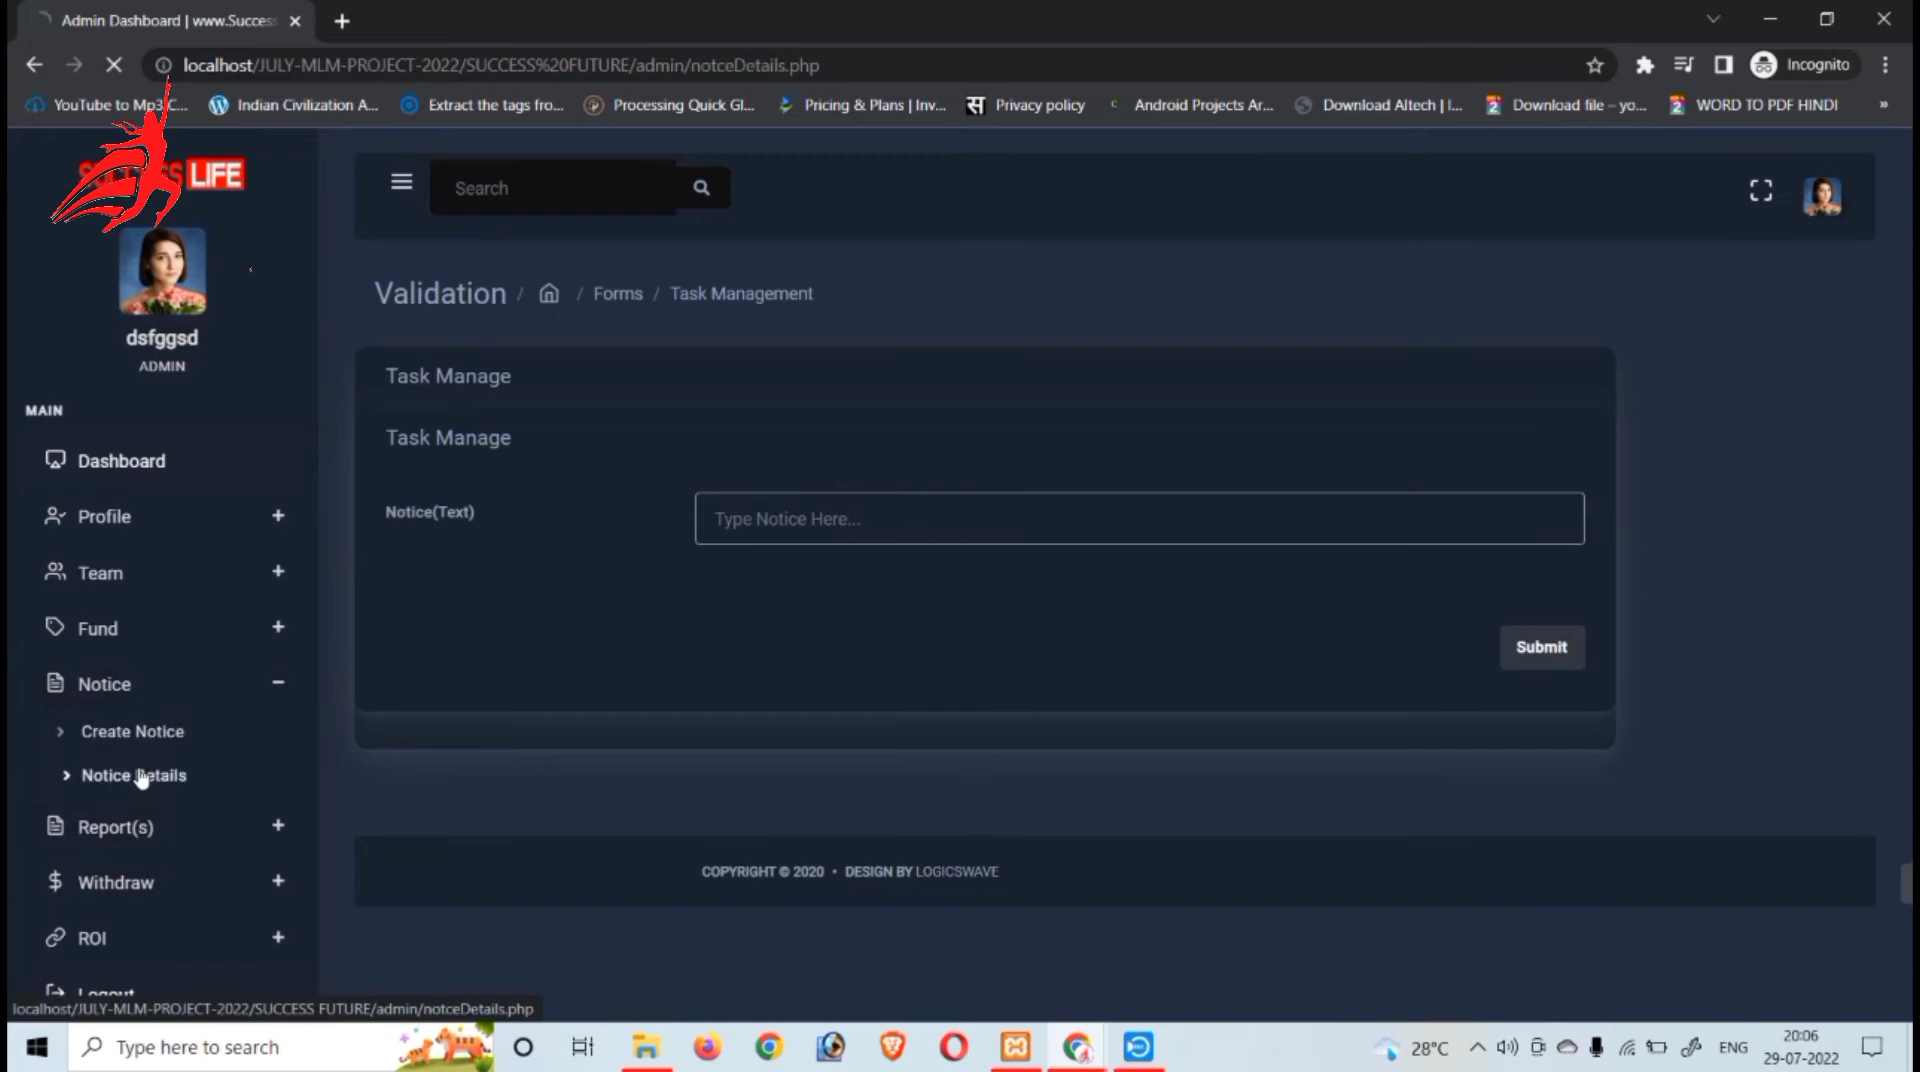 Admin Dashboard | www.Success
localhost/JULY-MLM-PROJECT-2022/SUCCESS%20FUTURE/admin/notceDetails.php
Incognito
YouTube to Mp3 C...
Indian Civilization A...
Extract the tags fro...
Processing Quick Gl...
Pricing & Plans | Inv...
Privacy policy
Android Projects Ar...
Download AItech | I...
Download file – yo...
WORD TO PDF HINDI
LIFE
Search
dsfggsd
ADMIN
Validation / / Forms / Task Management
MAIN
Dashboard
Profile +
Team +
Fund +
Notice −
Create Notice
Notice Details
Report(s) +
Withdraw +
ROI +
Logout
Task Manage
Task Manage
Notice(Text)
Type Notice Here...
Submit
COPYRIGHT © 2020 • DESIGN BY LOGICSWAVE
localhost/JULY-MLM-PROJECT-2022/SUCCESS FUTURE/admin/notceDetails.php
Type here to search
28°C
ENG
20:06
29-07-2022